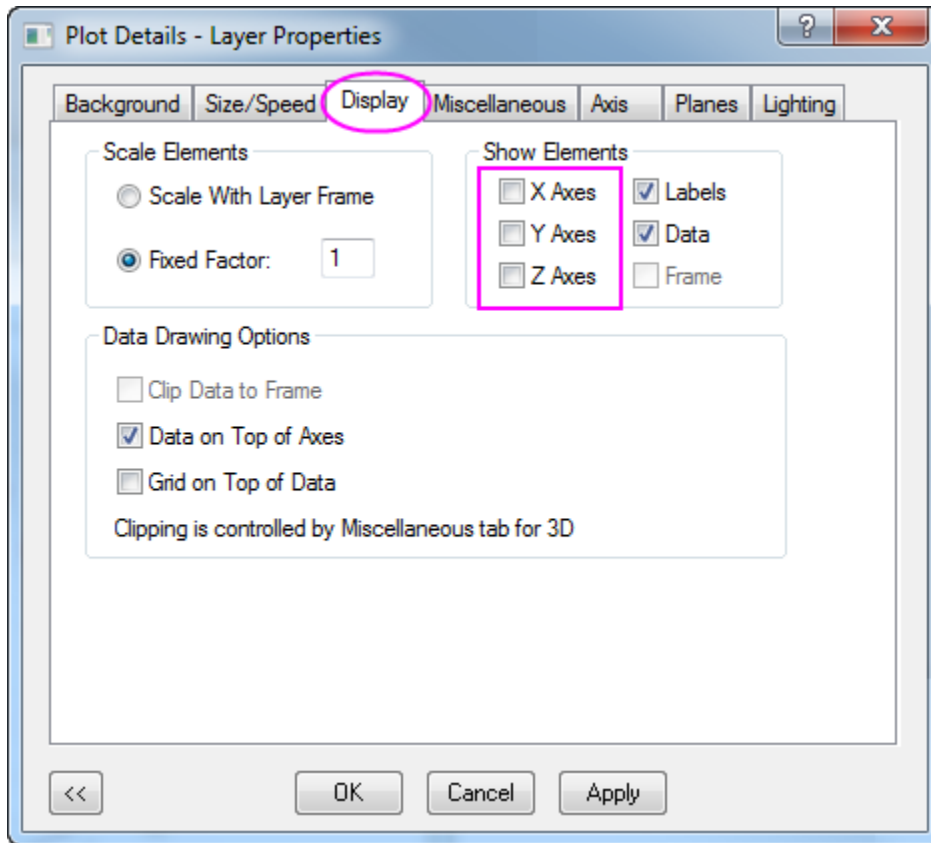 Plot Details - Layer Properties
?
X
Background Size/Speed Display Miscellaneous Axis Planes Lighting
Scale Elements
Scale With Layer Frame
Fixed Factor: 1
Show Elements
X Axes Labels
Y Axes Data
Z Axes Frame
Data Drawing Options
Clip Data to Frame
Data on Top of Axes
Grid on Top of Data
Clipping is controlled by Miscellaneous tab for 3D
<< OK Cancel Apply